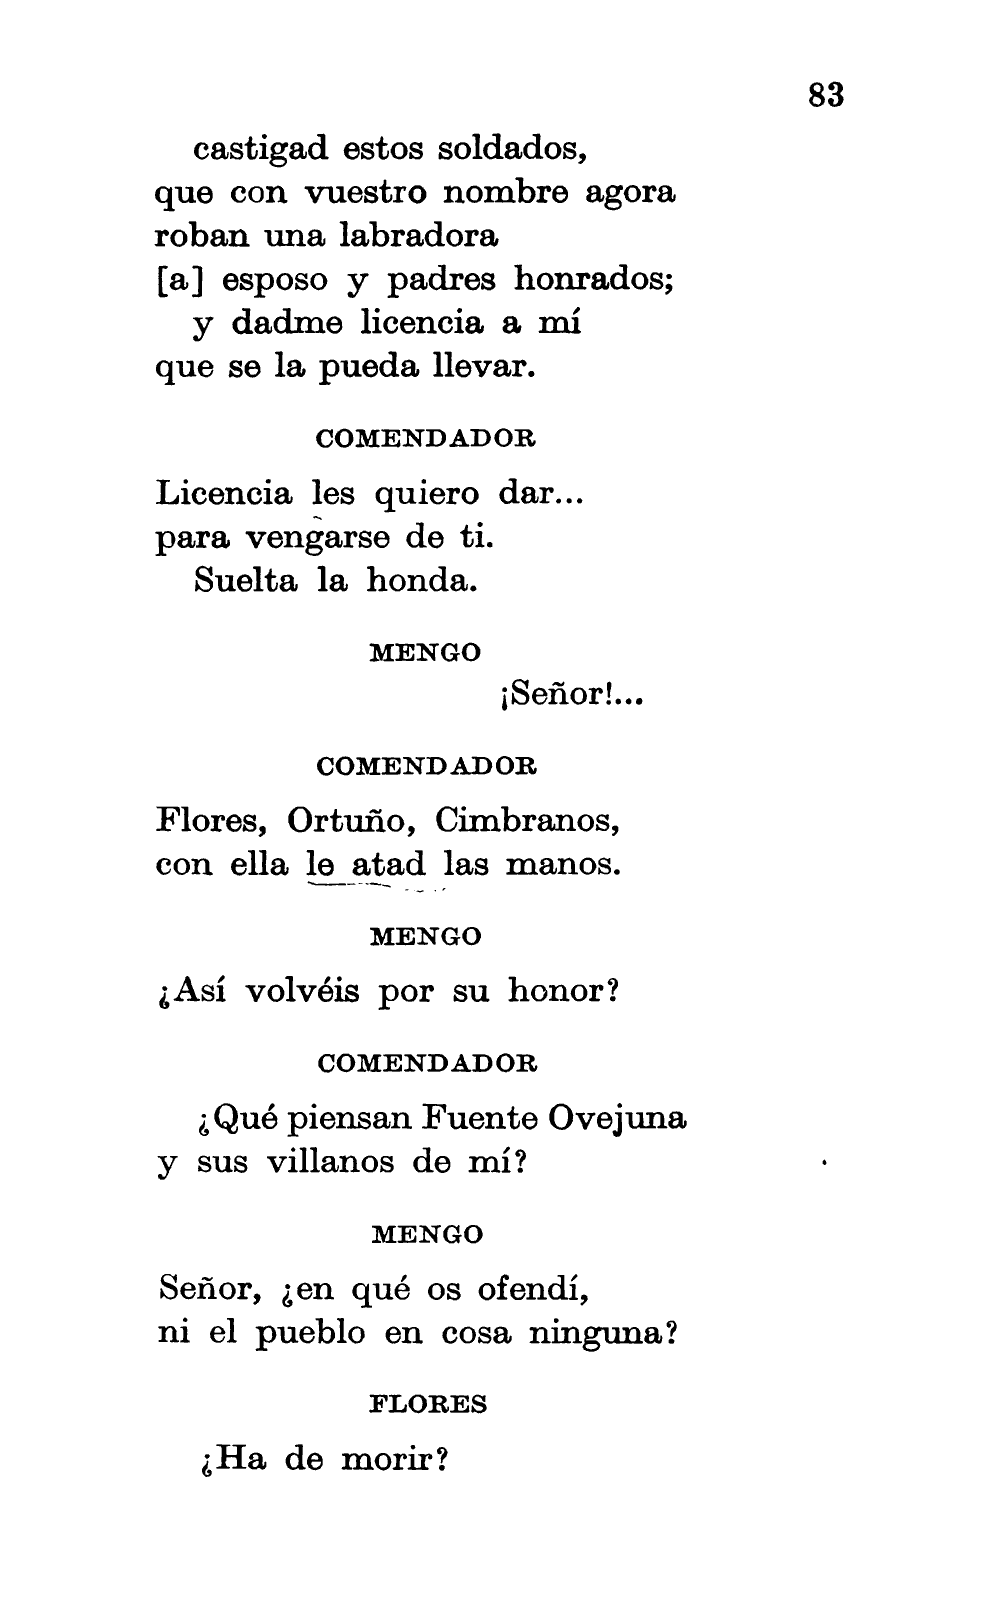 83
castigad estos soldados,
que con vuestro nombre agora
roban una labradora
[a] esposo y padres honrados;
y dadme licencia a mí
que se la pueda llevar.
COMENDADOR
Licencia les quiero dar...
para vengarse de ti.
Suelta la honda.
MENGO
¡Señor!...
COMENDADOR
Flores, Ortuño, Cimbranos,
con ella le atad las manos.
MENGO
¿Así volvéis por su honor?
COMENDADOR
¿Qué piensan Fuente Ovejuna
y sus villanos de mí?
MENGO
Señor, ¿en qué os ofendí,
ni el pueblo en cosa ninguna?
FLORES
¿Ha de morir?